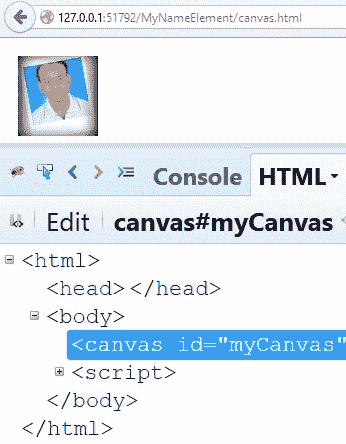 127.0.0.1:51792/MyNameElement/canvas.html
Console HTML
Edit canvas#myCanvas
<html>
<head></head>
<body>
<canvas id="myCanvas"
<script>
</body>
</html>